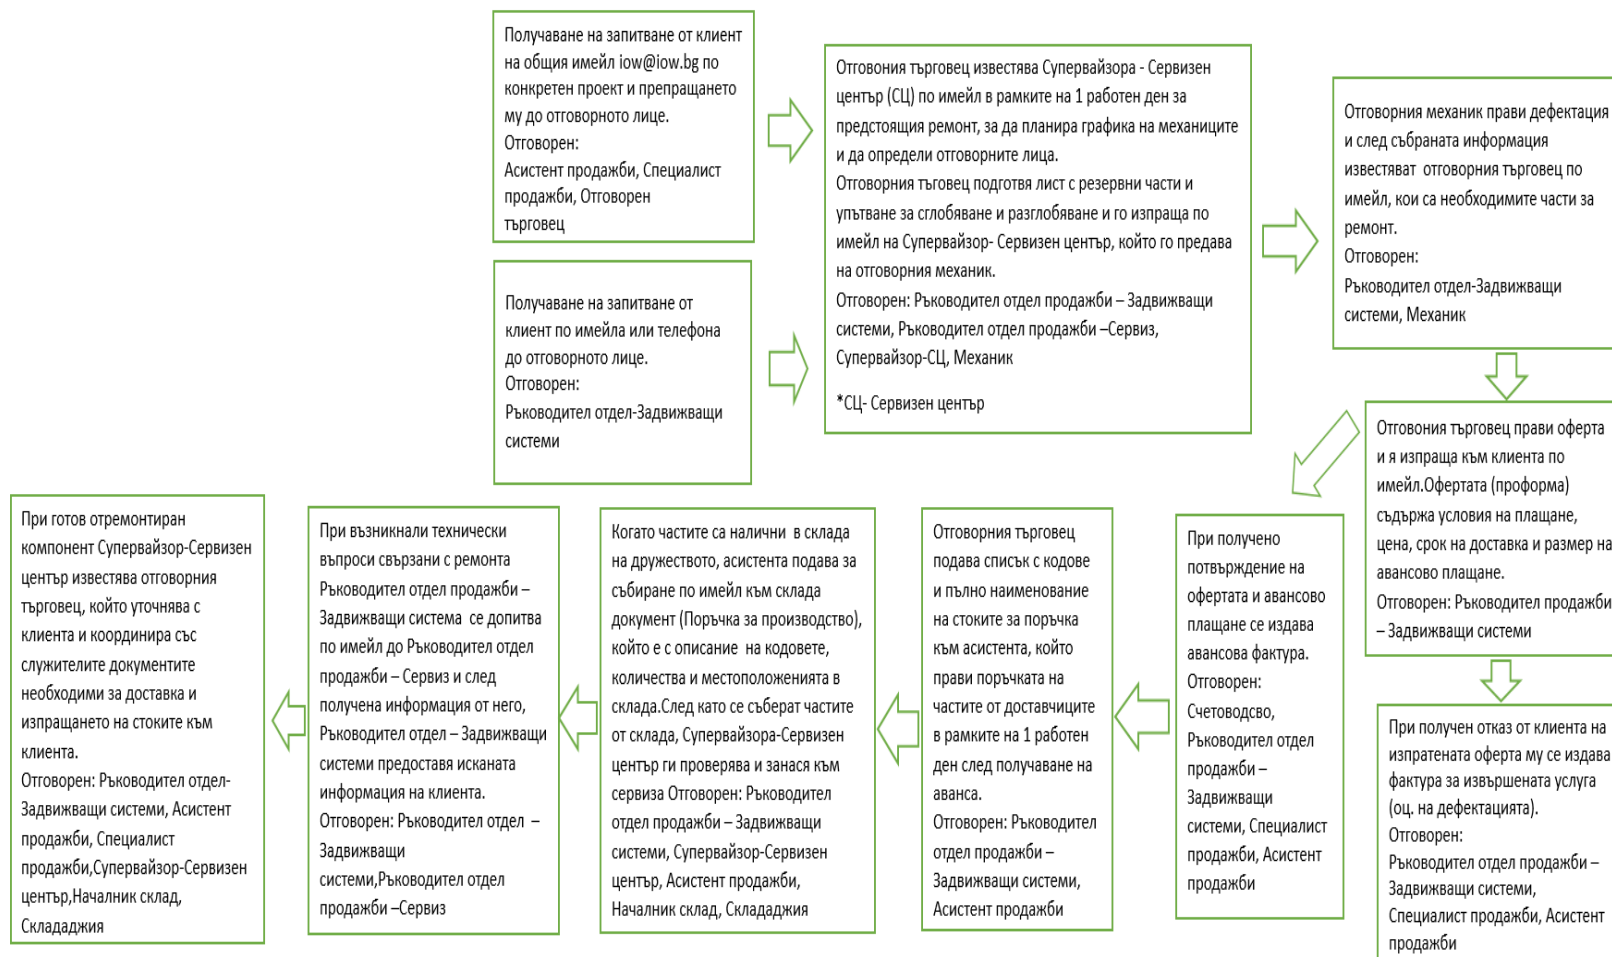 Получаване на запитване от клиент
на общия имейл iow@iow.bg по
конкретен проект и препращането
му до отговорното лице.
Отговорен:
Асистент продажби, Специалист
продажби, Отговорен
търговец
Получаване на запитване от
клиент по имейла или телефона
до отговорното лице.
Отговорен:
Ръководител отдел-Задвижващи
системи
Отговония търговец известява Супервайзора - Сервизен
център (СЦ) по имейл в рамките на 1 работен ден за
предстоящия ремонт, за да планира графика на механиците
и да определи отговорните лица.
Отговорния тъговец подготвя лист с резервни части и
упътване за сглобяване и разглобяване и го изпраща по
имейл на Супервайзор- Сервизен център, който го предава
на отговорния механик.
Отговорен: Ръководител отдел продажби – Задвижващи
системи, Ръководител отдел продажби –Сервиз,
Супервайзор-СЦ, Механик
*СЦ- Сервизен център
Отговорния механик прави дефектация
и след събраната информация
известяват отговорния търговец по
имейл, кои са необходимите части за
ремонт.
Отговорен:
Ръководител отдел-Задвижващи
системи, Механик
Отговония търговец прави оферта
и я изпраща към клиента по
имейл.Офертата (проформа)
съдържа условия на плащане,
цена, срок на доставка и размер на
авансово плащане.
Отговорен: Ръководител продажби
– Задвижващи системи
При получен отказ от клиента на
изпратената оферта му се издава
фактура за извършената услуга
(оц. на дефектацията).
Отговорен:
Ръководител отдел продажби –
Задвижващи системи,
Специалист продажби, Асистент
продажби
При получено
потвърждение на
офертата и авансово
плащане се издава
авансова фактура.
Отговорен:
Счетоводсво,
Ръководител отдел
продажби –
Задвижващи
системи, Специалист
продажби, Асистент
продажби
Отговорния търговец
подава списък с кодове
и пълно наименование
на стоките за поръчка
към асистента, който
прави поръчката на
частите от доставчиците
в рамките на 1 работен
ден след получаване на
аванса.
Отговорен: Ръководител
отдел продажби –
Задвижващи системи,
Асистент продажби
Когато частите са налични в склада
на дружеството, асистента подава за
събиране по имейл към склада
документ (Поръчка за производство),
който е с описание на кодовете,
количества и местоположенията в
склада.След като се съберат частите
от склада, Супервайзора-Сервизен
център ги проверява и занася към
сервиза Отговорен: Ръководител
отдел продажби – Задвижващи
системи, Супервайзор-Сервизен
център, Асистент продажби,
Началник склад, Склададжия
При възникнали технически
въпроси свързани с ремонта
Ръководител отдел продажби –
Задвижващи система се допитва
по имейл до Ръководител отдел
продажби – Сервиз и след
получена информация от него,
Ръководител отдел – Задвижващи
системи предоставя исканата
информация на клиента.
Отговорен: Ръководител отдел –
Задвижващи
системи,Ръководител отдел
продажби –Сервиз
При готов отремонтиран
компонент Супервайзор-Сервизен
център известява отговорния
търговец, който уточнява с
клиента и координира със
служителите документите
необходими за доставка и
изпращането на стоките към
клиента.
Отговорен: Ръководител отдел-
Задвижващи системи, Асистент
продажби, Специалист
продажби,Супервайзор-Сервизен
център,Началник склад,
Склададжия